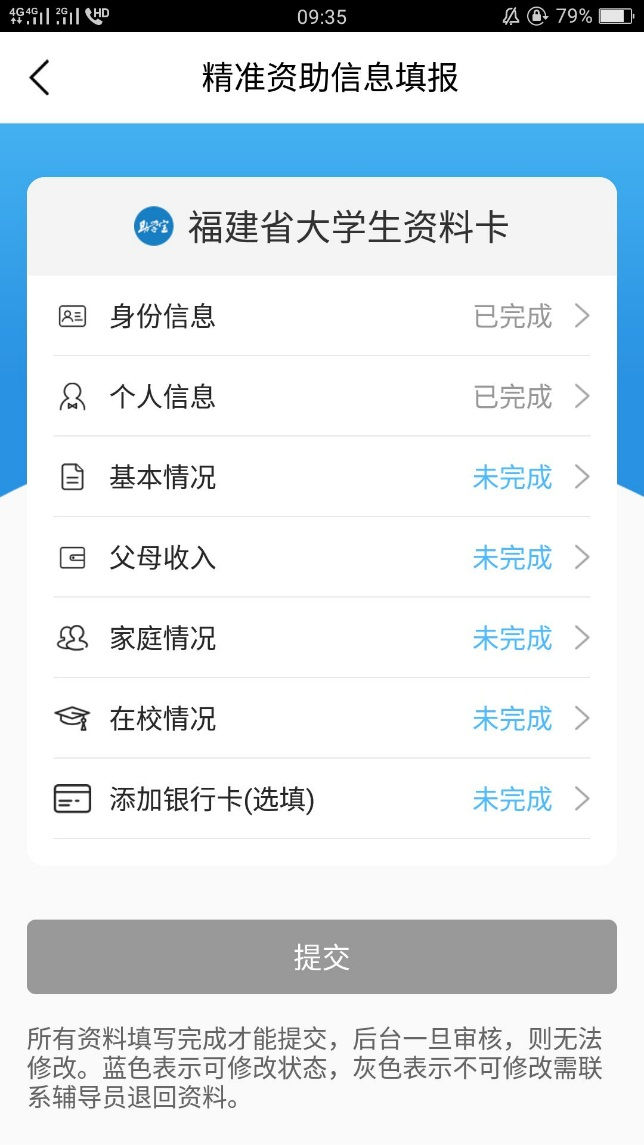 4G 4G 2G HD 09:35 79%
精准资助信息填报
助学宝 福建省大学生资料卡
身份信息 已完成
个人信息 已完成
基本情况 未完成
父母收入 未完成
家庭情况 未完成
在校情况 未完成
添加银行卡(选填) 未完成
提交
所有资料填写完成才能提交，后台一旦审核，则无法
修改。蓝色表示可修改状态，灰色表示不可修改需联
系辅导员退回资料。